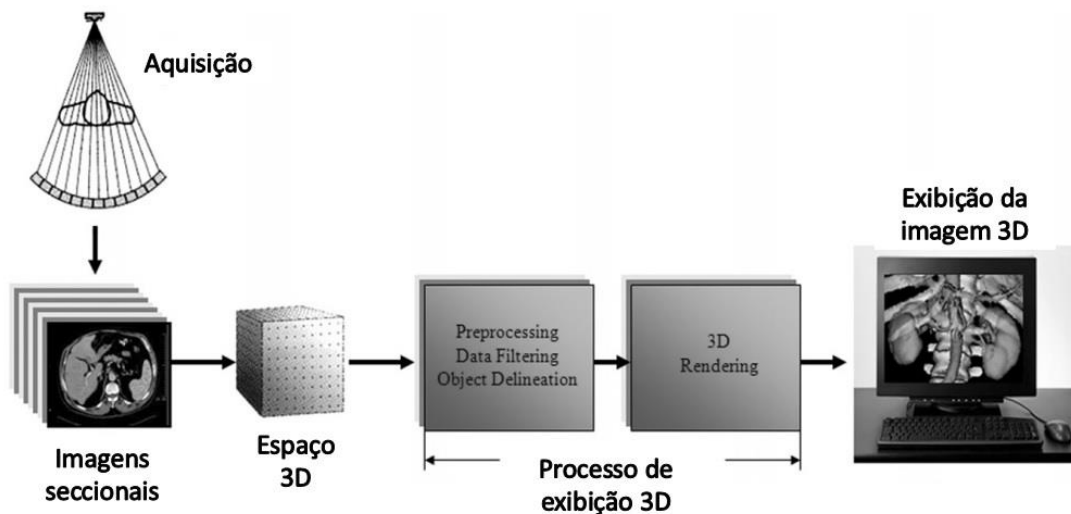 Aquisição
Exibição da
imagem 3D
Preprocessing
Data Filtering
Object Delineation
3D
Rendering
Imagens
seccionais
Espaço
3D
Processo de
exibição 3D